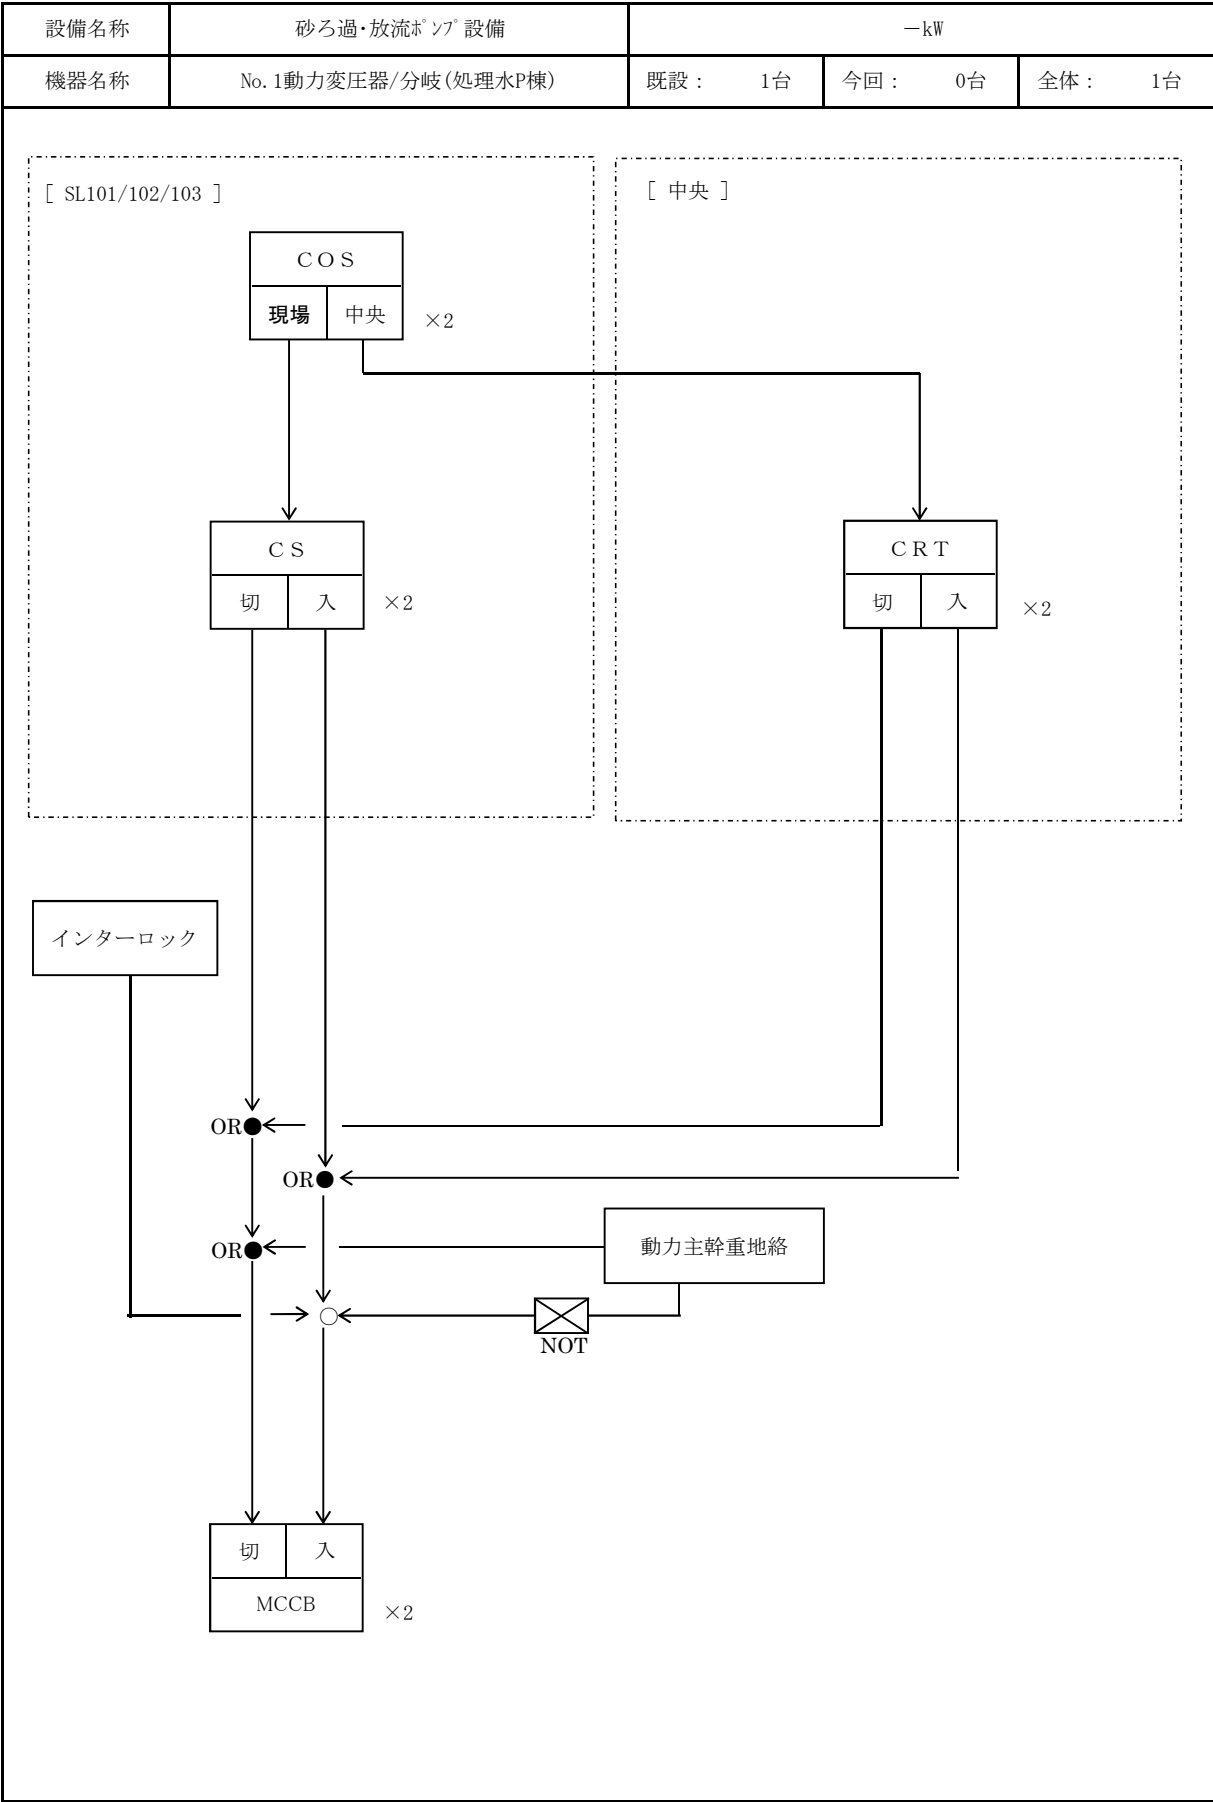 設備名称 砂ろ過・放流ﾎﾟﾝﾌﾟ設備 －kW
機器名称 No.1動力変圧器/分岐(処理水P棟) 既設： 1台 今回： 0台 全体： 1台
[ SL101/102/103 ]
[ 中央 ]
ＣＯＳ
現場 中央 ×2
ＣＳ
切 入 ×2
ＣＲＴ
切 入 ×2
インターロック
OR
OR
OR
動力主幹重地絡
NOT
切 入
MCCB ×2